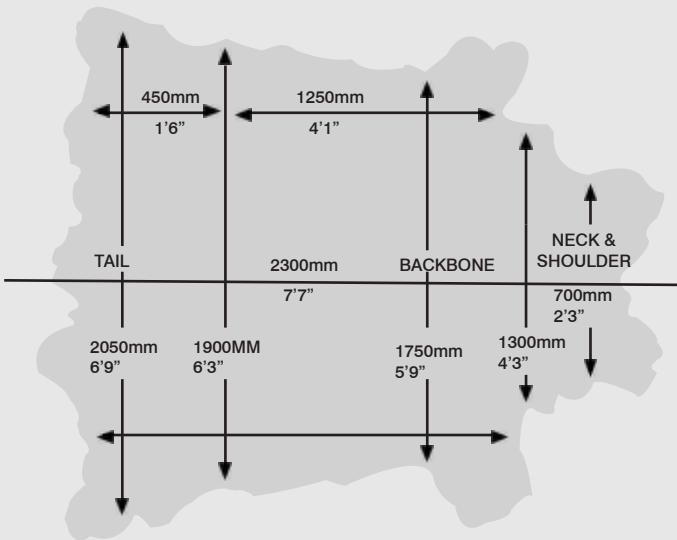 450mm
1’6”
1250mm
4’1”
TAIL
2300mm
7’7”
BACKBONE
NECK &
SHOULDER
700mm
2’3”
2050mm
6’9”
1900MM
6’3”
1750mm
5’9”
1300mm
4’3”